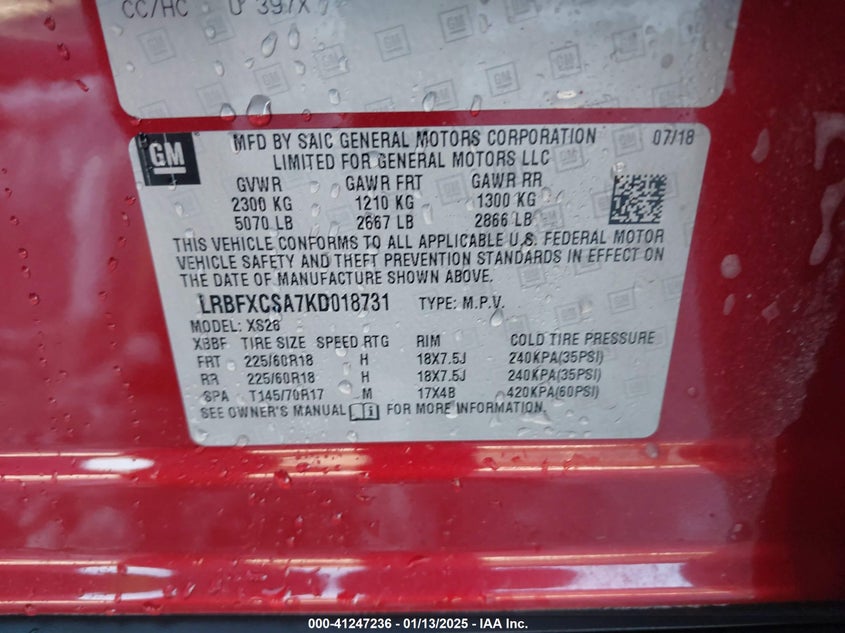 CC/HC U 397X
GM
MFD BY SAIC GENERAL MOTORS CORPORATION 07/18
LIMITED FOR GENERAL MOTORS LLC
GVWR GAWR FRT GAWR RR
2300 KG 1210 KG 1300 KG
5070 LB 2667 LB 2866 LB
THIS VEHICLE CONFORMS TO ALL APPLICABLE U.S. FEDERAL MOTOR
VEHICLE SAFETY AND THEFT PREVENTION STANDARDS IN EFFECT ON
THE DATE OF MANUFACTURE SHOWN ABOVE.
LRBFXCSA7KD018731 TYPE: M.P.V.
MODEL: XS26
XBBF TIRE SIZE SPEED RTG RIM COLD TIRE PRESSURE
FRT 225/60R18 H 18X7.5J 240KPA(35PSI)
RR 225/60R18 H 18X7.5J 240KPA(35PSI)
SPA T145/70R17 M 17X4B 420KPA(60PSI)
SEE OWNER'S MANUAL i FOR MORE INFORMATION.
000-41247236 - 01/13/2025 - IAA Inc.